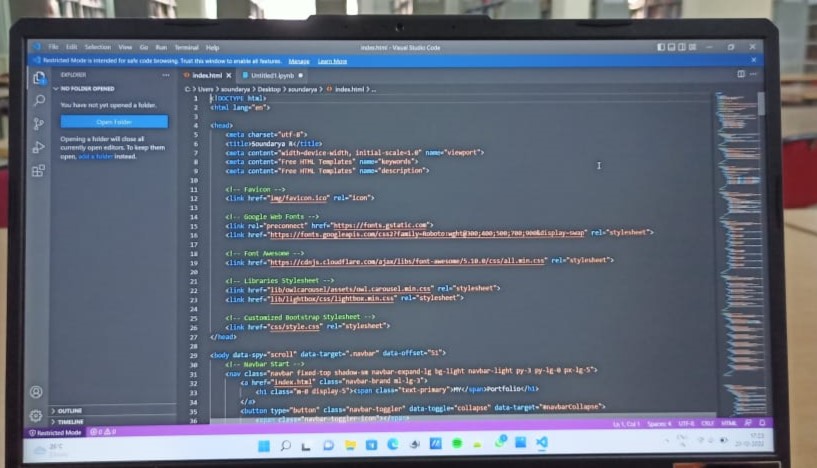 File Edit Selection View Go Run Terminal Help
index.html - Visual Studio Code
Restricted Mode is intended for safe code browsing. Trust this window to enable all features. Manage Learn More
EXPLORER
NO FOLDER OPENED
You have not yet opened a folder.
Open Folder
Opening a folder will close all
currently open editors. To keep them
open, add a folder instead.
OUTLINE
TIMELINE
index.html
Untitled1.ipynb
C: > Users > soundarya > Desktop > soundarya > index.html > ...
1 <!DOCTYPE html>
2 <html lang="en">
3
4 <head>
5 <meta charset="utf-8">
6 <title>Soundarya R</title>
7 <meta content="width=device-width, initial-scale=1.0" name="viewport">
8 <meta content="Free HTML Templates" name="keywords">
9 <meta content="Free HTML Templates" name="description">
10
11 <!-- Favicon -->
12 <link href="img/favicon.ico" rel="icon">
13
14 <!-- Google Web Fonts -->
15 <link rel="preconnect" href="https://fonts.gstatic.com">
16 <link href="https://fonts.googleapis.com/css2?family=Roboto:wght@300;400;500;700;900&display=swap" rel="stylesheet">
17
18 <!-- Font Awesome -->
19 <link href="https://cdnjs.cloudflare.com/ajax/libs/font-awesome/5.10.0/css/all.min.css" rel="stylesheet">
20
21 <!-- Libraries Stylesheet -->
22 <link href="lib/owlcarousel/assets/owl.carousel.min.css" rel="stylesheet">
23 <link href="lib/lightbox/css/lightbox.min.css" rel="stylesheet">
24
25 <!-- Customized Bootstrap Stylesheet -->
26 <link href="css/style.css" rel="stylesheet">
27 </head>
28
29 <body data-spy="scroll" data-target=".navbar" data-offset="51">
30 <!-- Navbar Start -->
31 <nav class="navbar fixed-top shadow-sm navbar-expand-lg bg-light navbar-light py-3 py-lg-0 px-lg-5">
32 <a href="index.html" class="navbar-brand ml-lg-3">
33 <h1 class="m-0 display-5"><span class="text-primary">MY</span>Portfolio</h1>
34 </a>
35 <button type="button" class="navbar-toggler" data-toggle="collapse" data-target="#navbarCollapse">
36 <span class="navbar-toggler-icon"></span>
Restricted Mode 0 0
Ln 1, Col 1 Spaces: 4 UTF-8 CRLF HTML